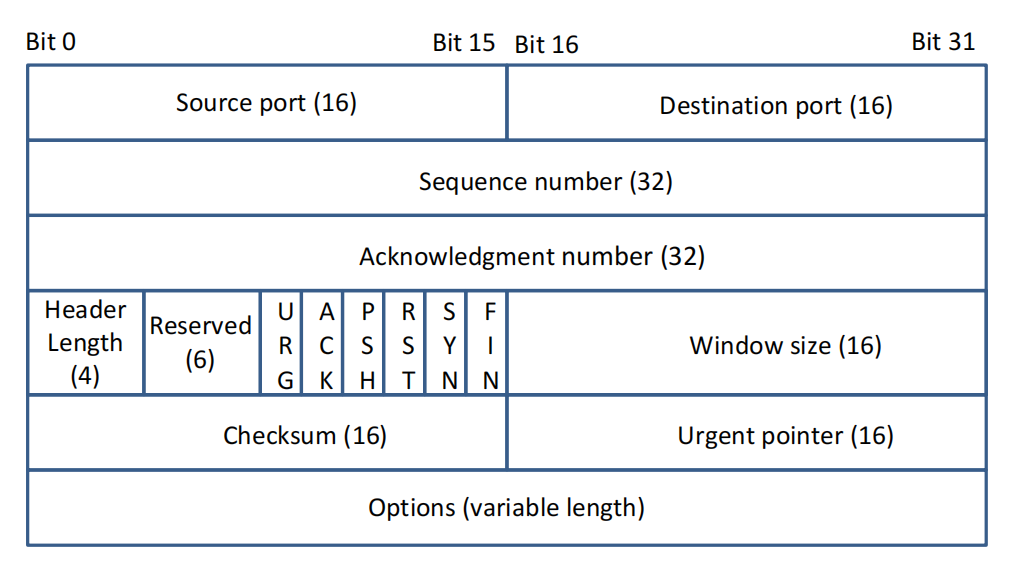 Bit 0
Bit 15
Bit 16
Bit 31
Source port (16)
Destination port (16)
Sequence number (32)
Acknowledgment number (32)
Header
Length
(4)
Reserved
(6)
URG
ACK
PSH
RST
SYN
FIN
Window size (16)
Checksum (16)
Urgent pointer (16)
Options (variable length)